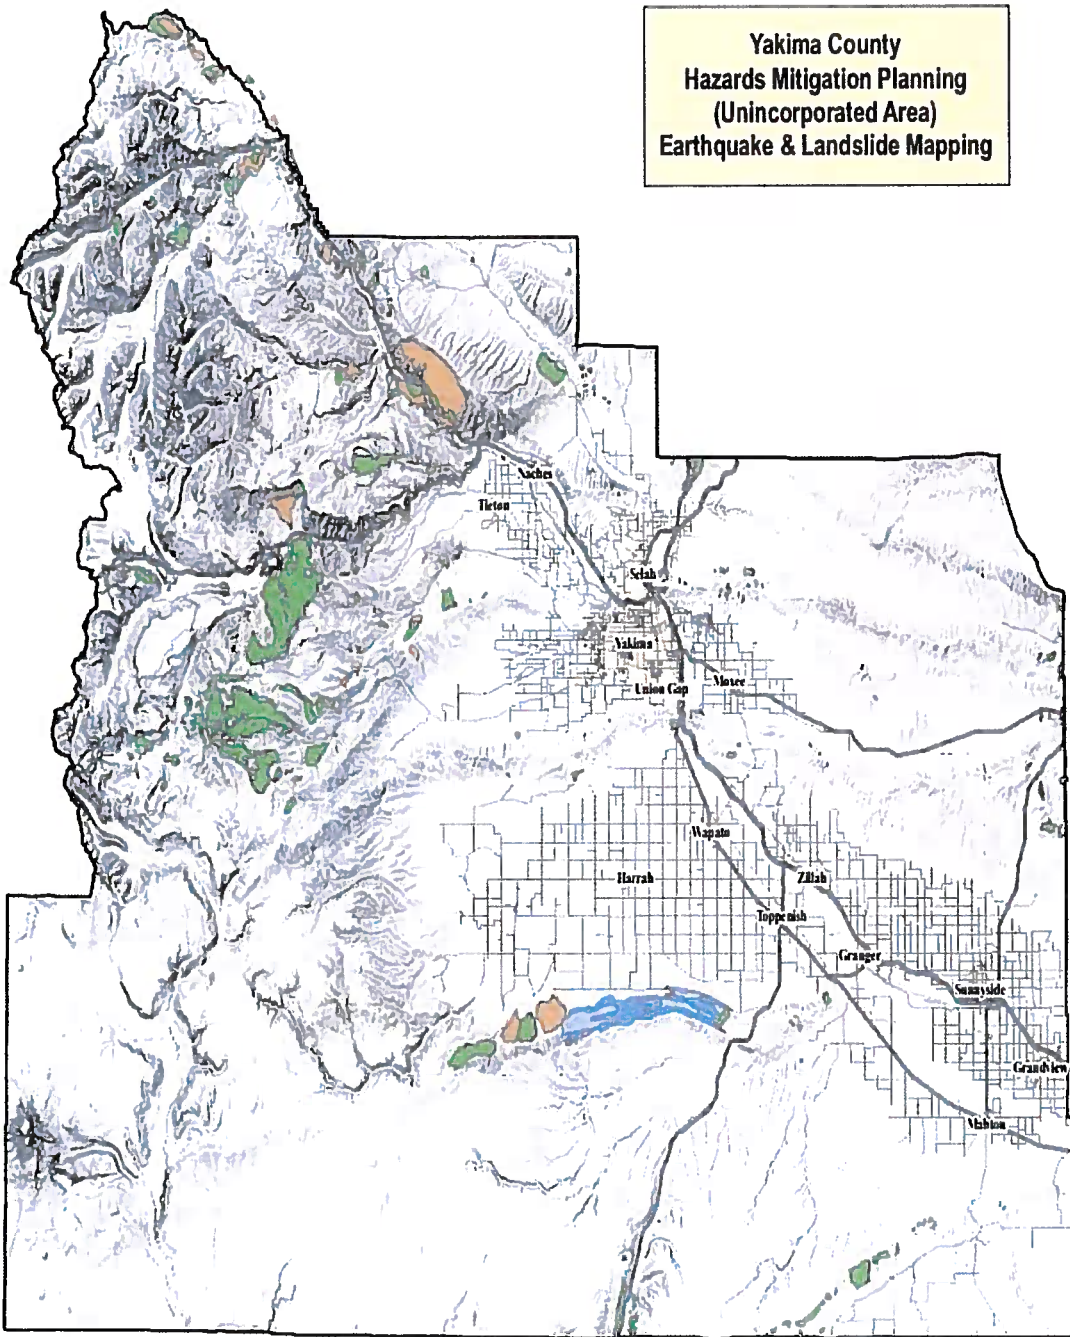 Yakima County
Hazards Mitigation Planning
(Unincorporated Area)
Earthquake & Landslide Mapping
Naches
Tieton
Selah
Yakima
Union Gap
Moxee
Wapato
Harrah
Zillah
Toppenish
Granger
Sunnyside
Grandview
Mabton